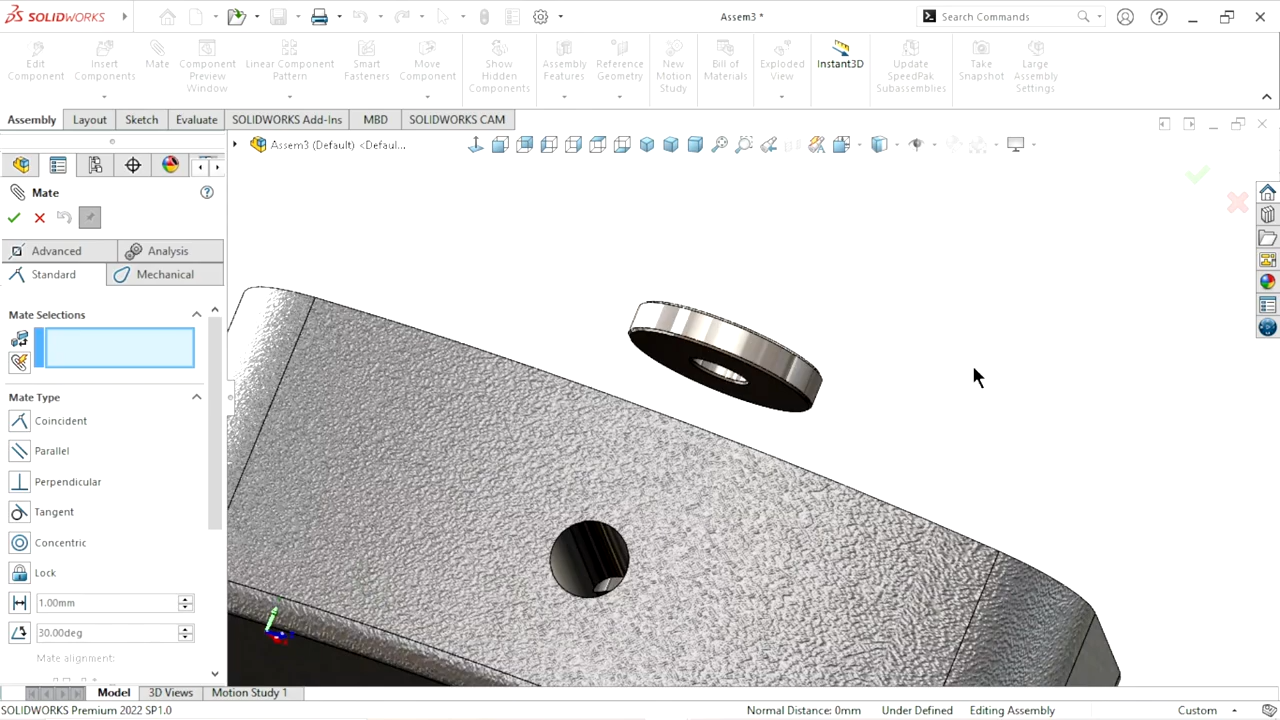 SOLIDWORKS
Assem3 *
Search Commands
Edit Component
Insert Components
Mate
Component Preview Window
Linear Component Pattern
Smart Fasteners
Move Component
Show Hidden Components
Assembly Features
Reference Geometry
New Motion Study
Bill of Materials
Exploded View
Instant3D
Update SpeedPak Subassemblies
Take Snapshot
Large Assembly Settings
Assembly
Layout
Sketch
Evaluate
SOLIDWORKS Add-Ins
MBD
SOLIDWORKS CAM
Assem3 (Default) <Defaul...
Mate
Advanced
Analysis
Standard
Mechanical
Mate Selections
Mate Type
Coincident
Parallel
Perpendicular
Tangent
Concentric
Lock
1.00mm
30.00deg
Mate alignment:
Model
3D Views
Motion Study 1
SOLIDWORKS Premium 2022 SP1.0
Normal Distance: 0mm
Under Defined
Editing Assembly
Custom